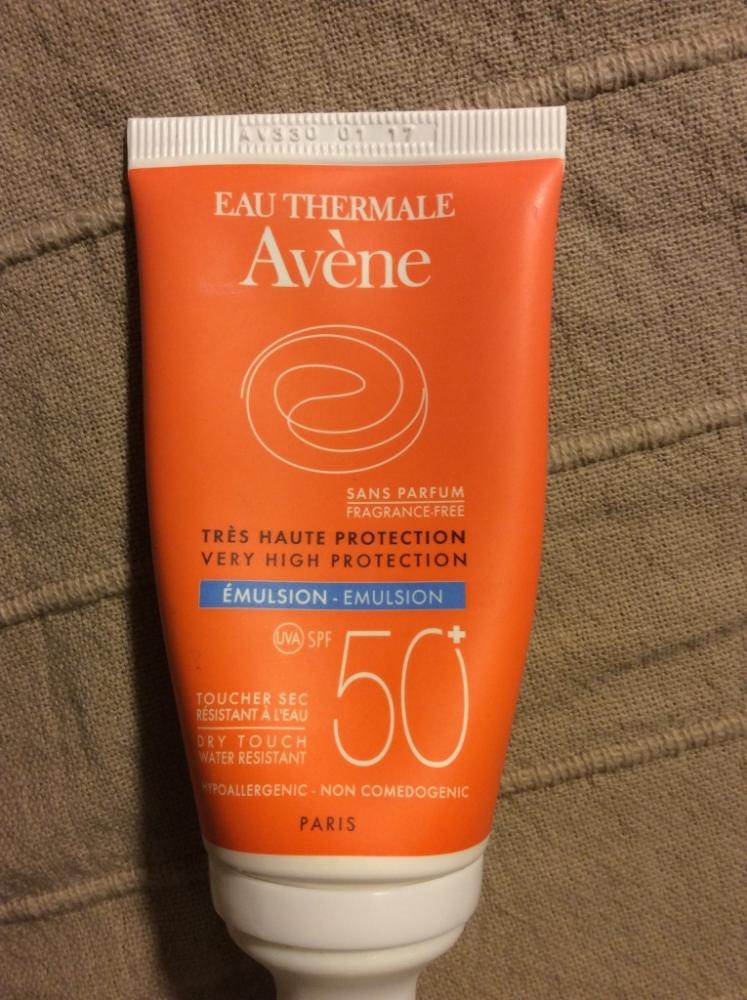 AV330 01 17
EAU THERMALE
Avène
SANS PARFUM
FRAGRANCE-FREE
TRÈS HAUTE PROTECTION
VERY HIGH PROTECTION
ÉMULSION - EMULSION
UVA SPF 50+
TOUCHER SEC
RÉSISTANT À L'EAU
DRY TOUCH
WATER RESISTANT
HYPOALLERGENIC - NON COMEDOGENIC
PARIS